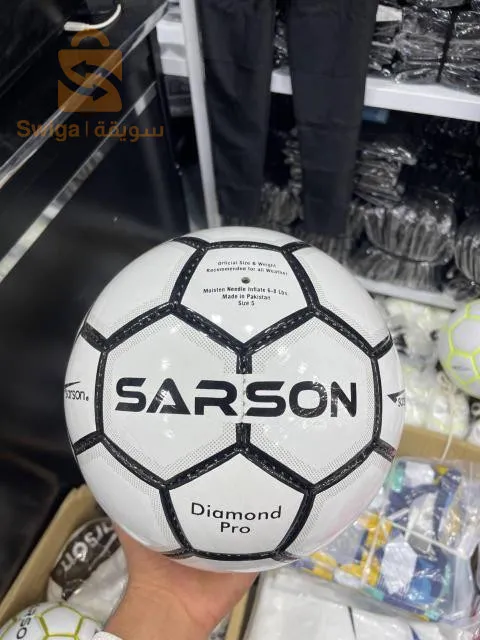 Swiga | سويقة
Official Size & Weight
Recommended for all Weather
Moisten Needle Inflate 6-8 Lbs.
Made in Pakistan
Size 5
sarson®
SARSON
Diamond
Pro